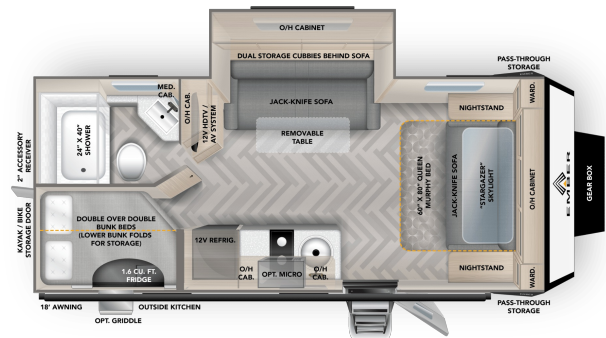 O/H CABINET
DUAL STORAGE CUBBIES BEHIND SOFA
PASS-THROUGH
STORAGE
MED.
CAB.
O/H CAB.
12V HDTV /
AV SYSTEM
JACK-KNIFE SOFA
REMOVABLE
TABLE
NIGHTSTAND
WARD.
2" ACCESSORY
RECEIVER
24" X 40"
SHOWER
60" X 80" QUEEN
MURPHY BED
JACK-KNIFE SOFA
"STARGAZER"
SKYLIGHT
O/H CABINET
EMBER
GEAR BOX
KAYAK / BIKE
STORAGE DOOR
DOUBLE OVER DOUBLE
BUNK BEDS
(LOWER BUNK FOLDS
FOR STORAGE)
1.6 CU. FT.
FRIDGE
12V REFRIG.
O/H
CAB.
OPT. MICRO
O/H
CAB.
NIGHTSTAND
WARD.
18' AWNING
OUTSIDE KITCHEN
OPT. GRIDDLE
PASS-THROUGH
STORAGE